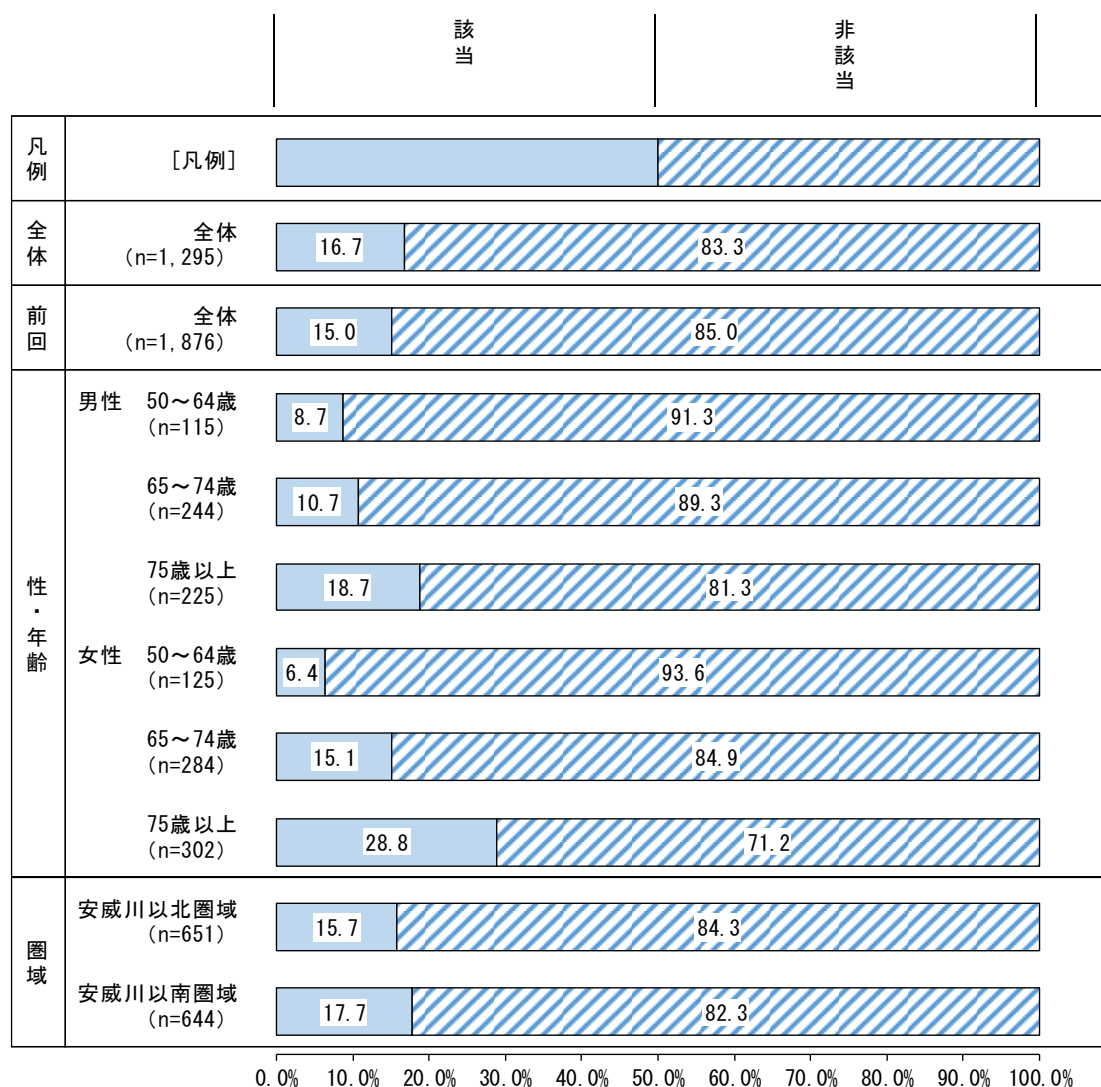 該当
非該当
凡例
[凡例]
全体
全体
(n=1,295)
16.7
83.3
前回
全体
(n=1,876)
15.0
85.0
性・年齢
男性 50～64歳
(n=115)
8.7
91.3
65～74歳
(n=244)
10.7
89.3
75歳以上
(n=225)
18.7
81.3
女性 50～64歳
(n=125)
6.4
93.6
65～74歳
(n=284)
15.1
84.9
75歳以上
(n=302)
28.8
71.2
圏域
安威川以北圏域
(n=651)
15.7
84.3
安威川以南圏域
(n=644)
17.7
82.3
0.0% 10.0% 20.0% 30.0% 40.0% 50.0% 60.0% 70.0% 80.0% 90.0% 100.0%